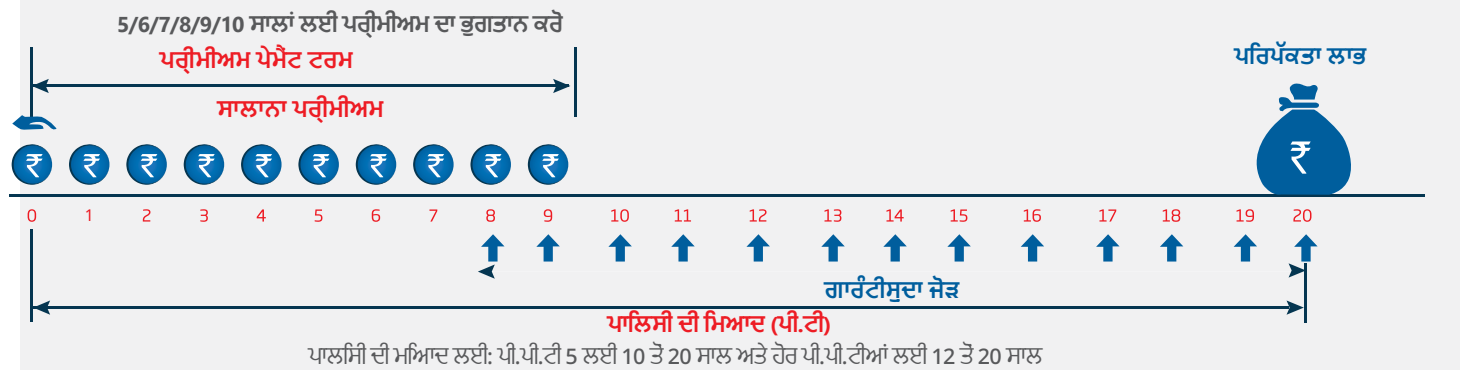 5/6/7/8/9/10 ਸਾਲਾਂ ਲਈ ਪਰ੍ੀਮੀਅਮ ਦਾ ਭੁਗਤਾਨ ਕਰੋ
ਪਰ੍ੀਮੀਅਮ ਪੇਮੈਂਟ ਟਰਮ
ਪਰਿਪੱਕਤਾ ਲਾਭ
ਸਾਲਾਨਾ ਪਰ੍ੀਮੀਅਮ
₹ ₹ ₹ ₹ ₹ ₹ ₹ ₹ ₹ ₹ ₹
0 1 2 3 4 5 6 7 8 9 10 11 12 13 14 15 16 17 18 19 20
ਗਾਰੰਟੀਸੁਦਾ ਜੋੜ
ਪਾਲਿਸੀ ਦੀ ਮਿਆਦ (ਪੀ.ਟੀ)
ਪਾਲਸਿੀ ਦੀ ਮਆਿਦ ਲਈ: ਪੀ.ਪੀ.ਟੀ 5 ਲਈ 10 ਤੋਂ 20 ਸਾਲ ਅਤੇ ਹੋਰ ਪੀ.ਪੀ.ਟੀਆਂ ਲਈ 12 ਤੋਂ 20 ਸਾਲ